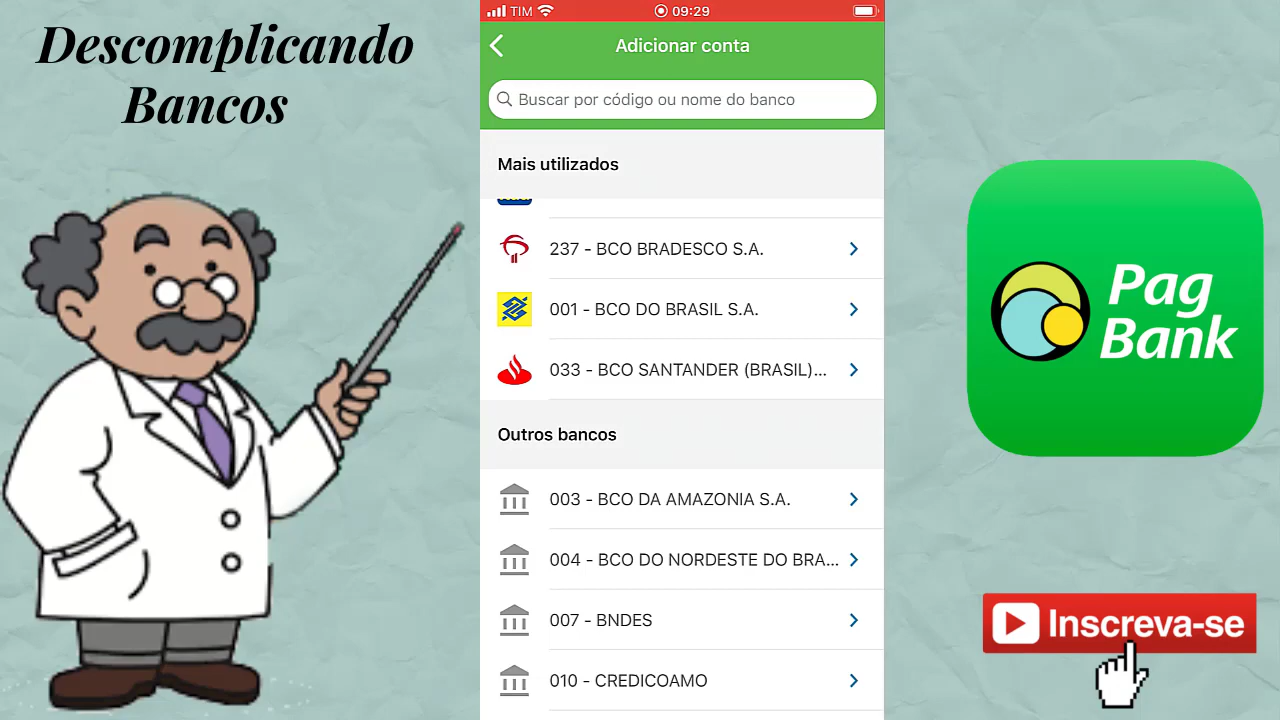 Descomplicando
Bancos
TIM
09:29
Adicionar conta
Buscar por código ou nome do banco
Mais utilizados
237 - BCO BRADESCO S.A.
001 - BCO DO BRASIL S.A.
033 - BCO SANTANDER (BRASIL)...
Outros bancos
003 - BCO DA AMAZONIA S.A.
004 - BCO DO NORDESTE DO BRA...
007 - BNDES
010 - CREDICOAMO
Pag
Bank
Inscreva-se